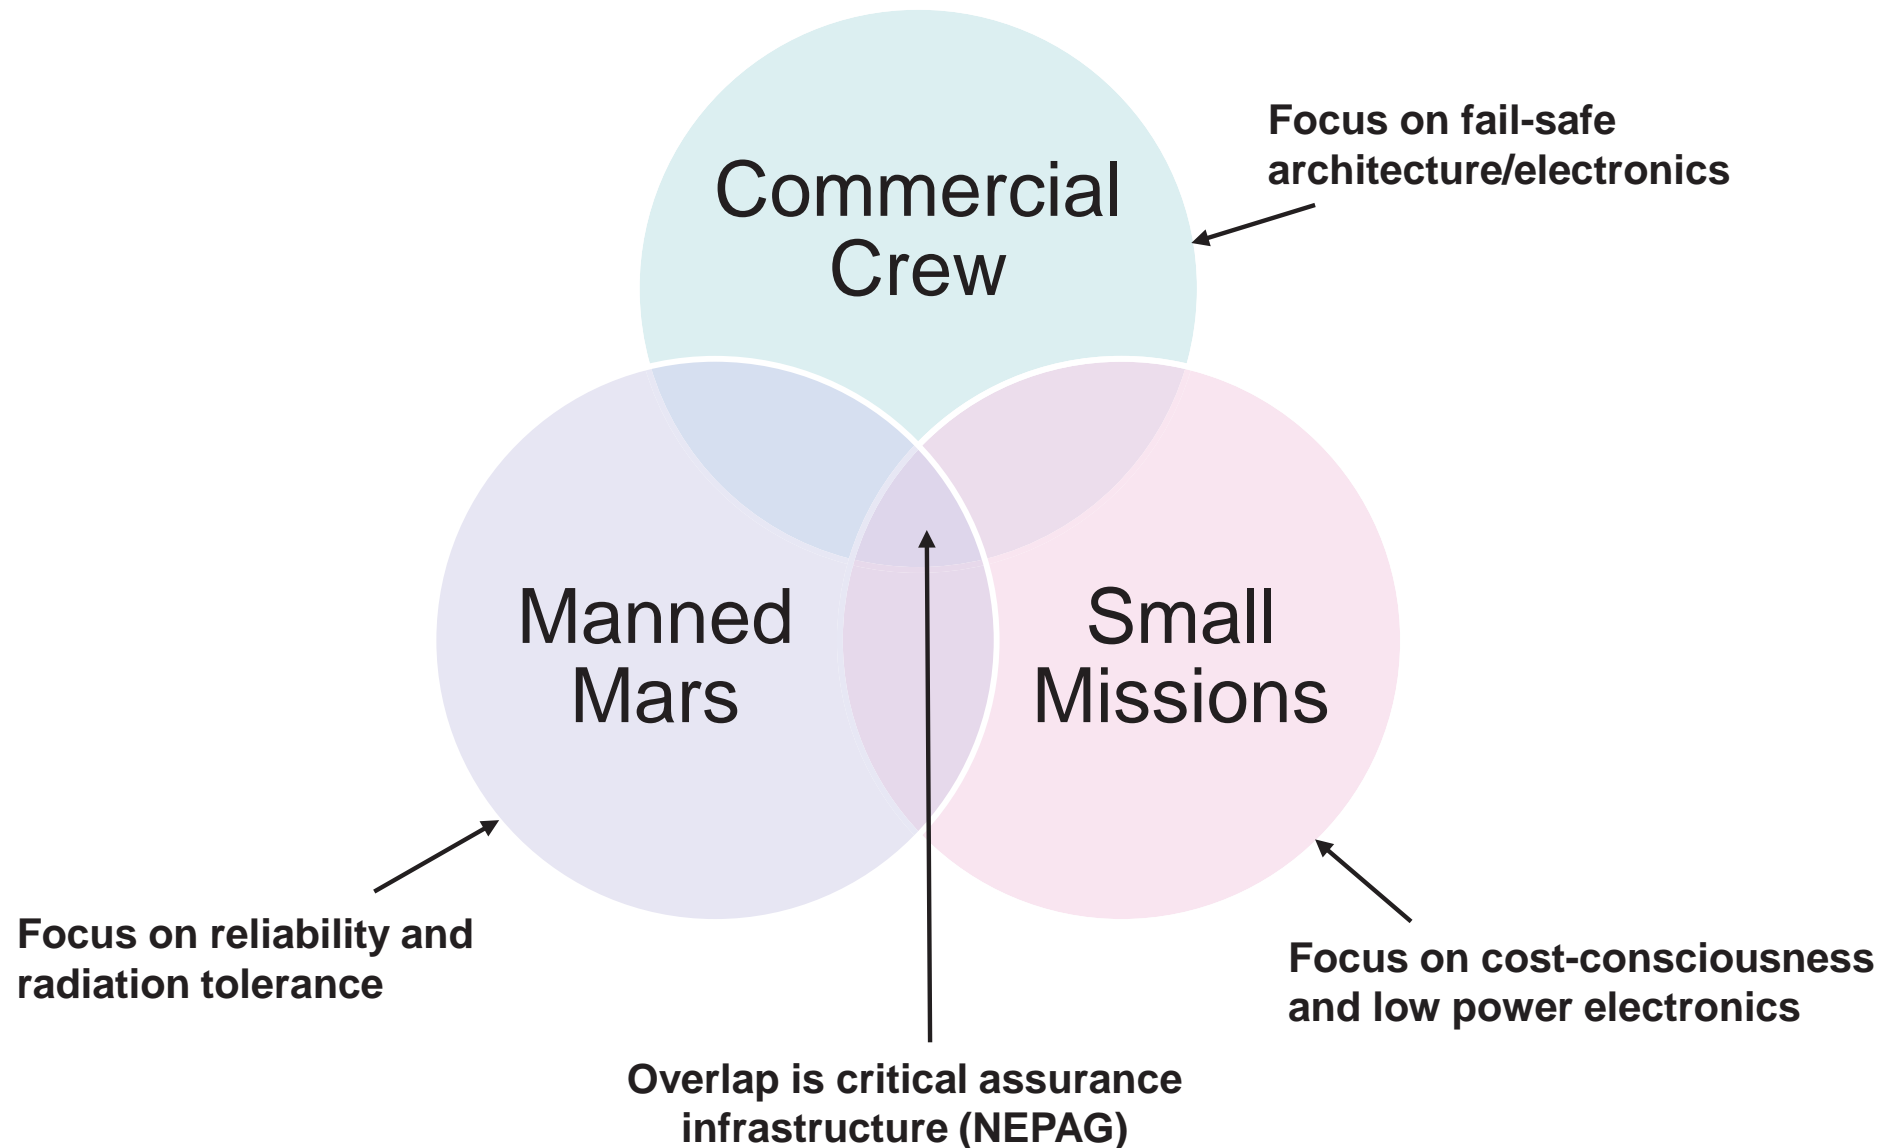 Commercial
Crew
Focus on fail-safe
architecture/electronics
Manned
Mars
Small
Missions
Focus on reliability and
radiation tolerance
Focus on cost-consciousness
and low power electronics
Overlap is critical assurance
infrastructure (NEPAG)